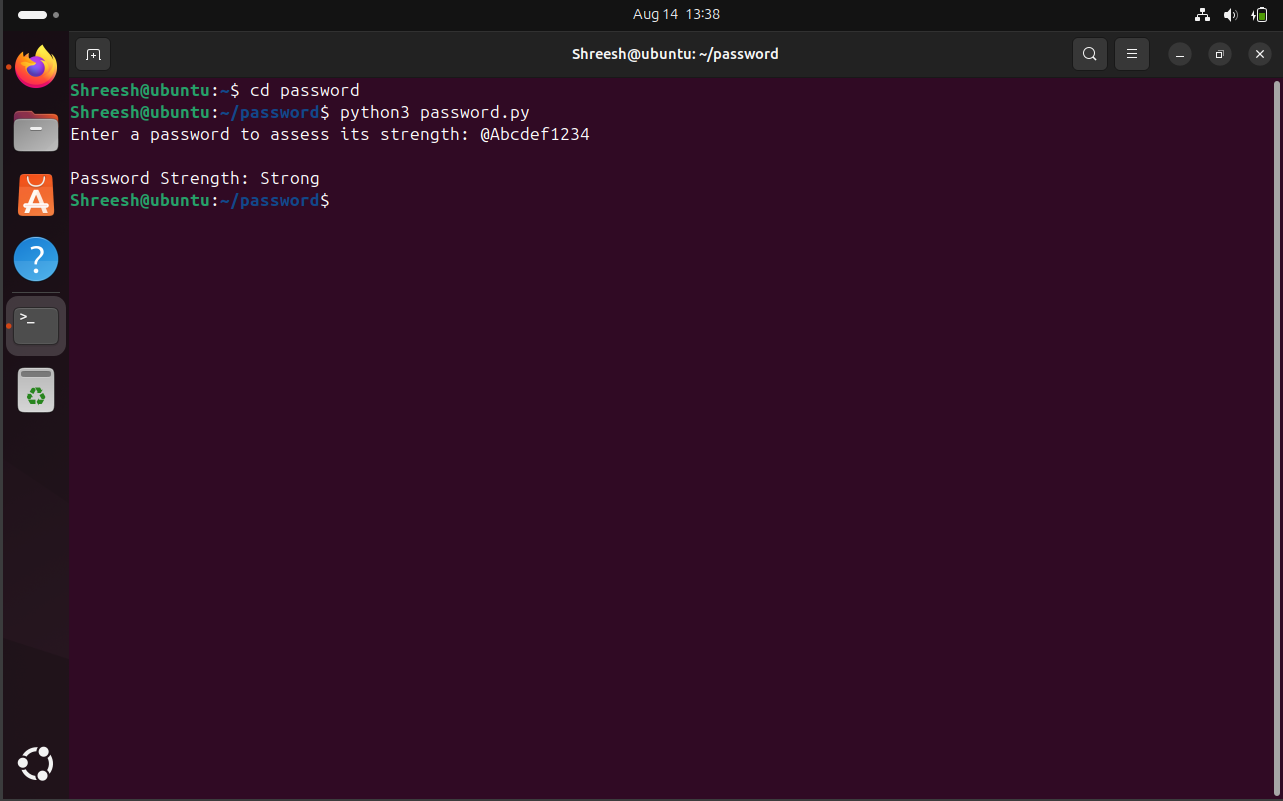 Aug 14 13:38
Shreesh@ubuntu: ~/password
Shreesh@ubuntu:~$ cd password
Shreesh@ubuntu:~/password$ python3 password.py
Enter a password to assess its strength: @Abcdef1234
Password Strength: Strong
Shreesh@ubuntu:~/password$